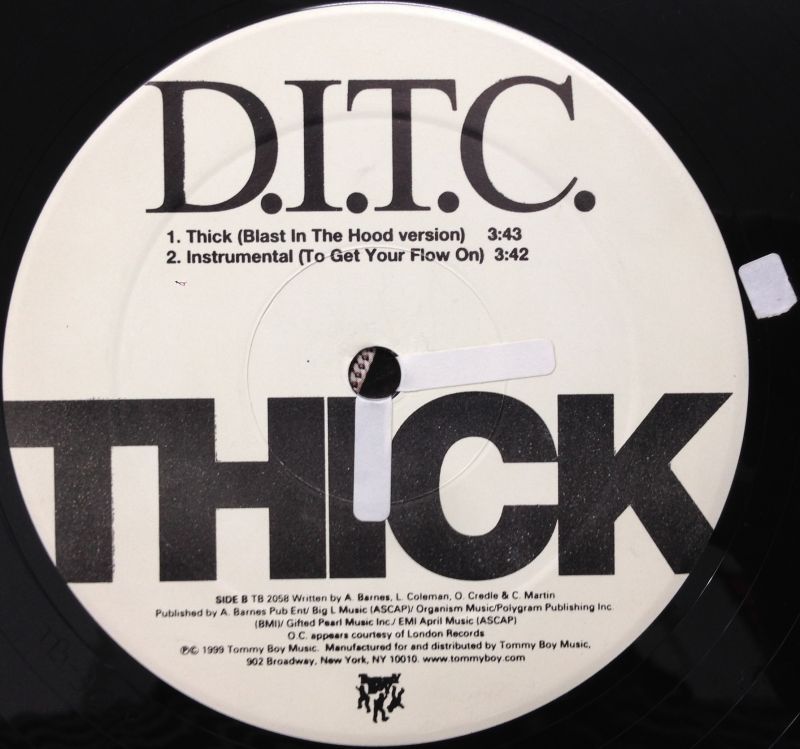 D.I.T.C.
1. Thick (Blast In The Hood version) 3:43
2. Instrumental (To Get Your Flow On) 3:42
THICK
SIDE B TB 2058 Written by A. Barnes, L. Coleman, O. Credle & C. Martin
Published by A. Barnes Pub Ent/ Big L Music (ASCAP)/ Organism Music/Polygram Publishing Inc.
(BMI)/ Gifted Pearl Music Inc./ EMI April Music (ASCAP)
O.C. appears courtesy of London Records
℗© 1999 Tommy Boy Music. Manufactured for and distributed by Tommy Boy Music,
902 Broadway, New York, NY 10010. www.tommyboy.com